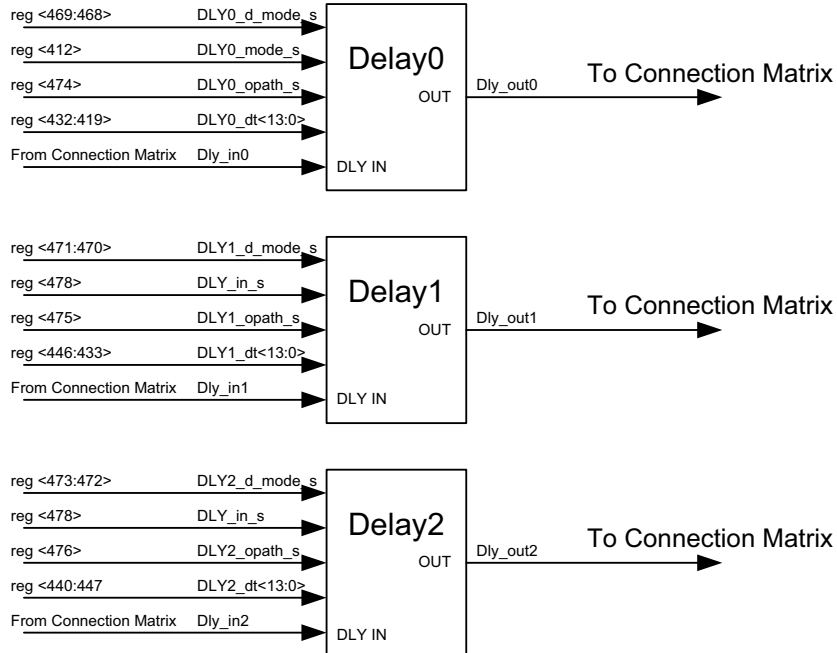 reg <469:468> DLY0_d_mode_s
reg <412> DLY0_mode_s
reg <474> DLY0_opath_s
reg <432:419> DLY0_dt<13:0>
From Connection Matrix Dly_in0
Delay0
OUT
DLY IN
Dly_out0
To Connection Matrix
reg <471:470> DLY1_d_mode_s
reg <478> DLY_in_s
reg <475> DLY1_opath_s
reg <446:433> DLY1_dt<13:0>
From Connection Matrix Dly_in1
Delay1
OUT
DLY IN
Dly_out1
To Connection Matrix
reg <473:472> DLY2_d_mode_s
reg <478> DLY_in_s
reg <476> DLY2_opath_s
reg <440:447 DLY2_dt<13:0>
From Connection Matrix Dly_in2
Delay2
OUT
DLY IN
Dly_out2
To Connection Matrix